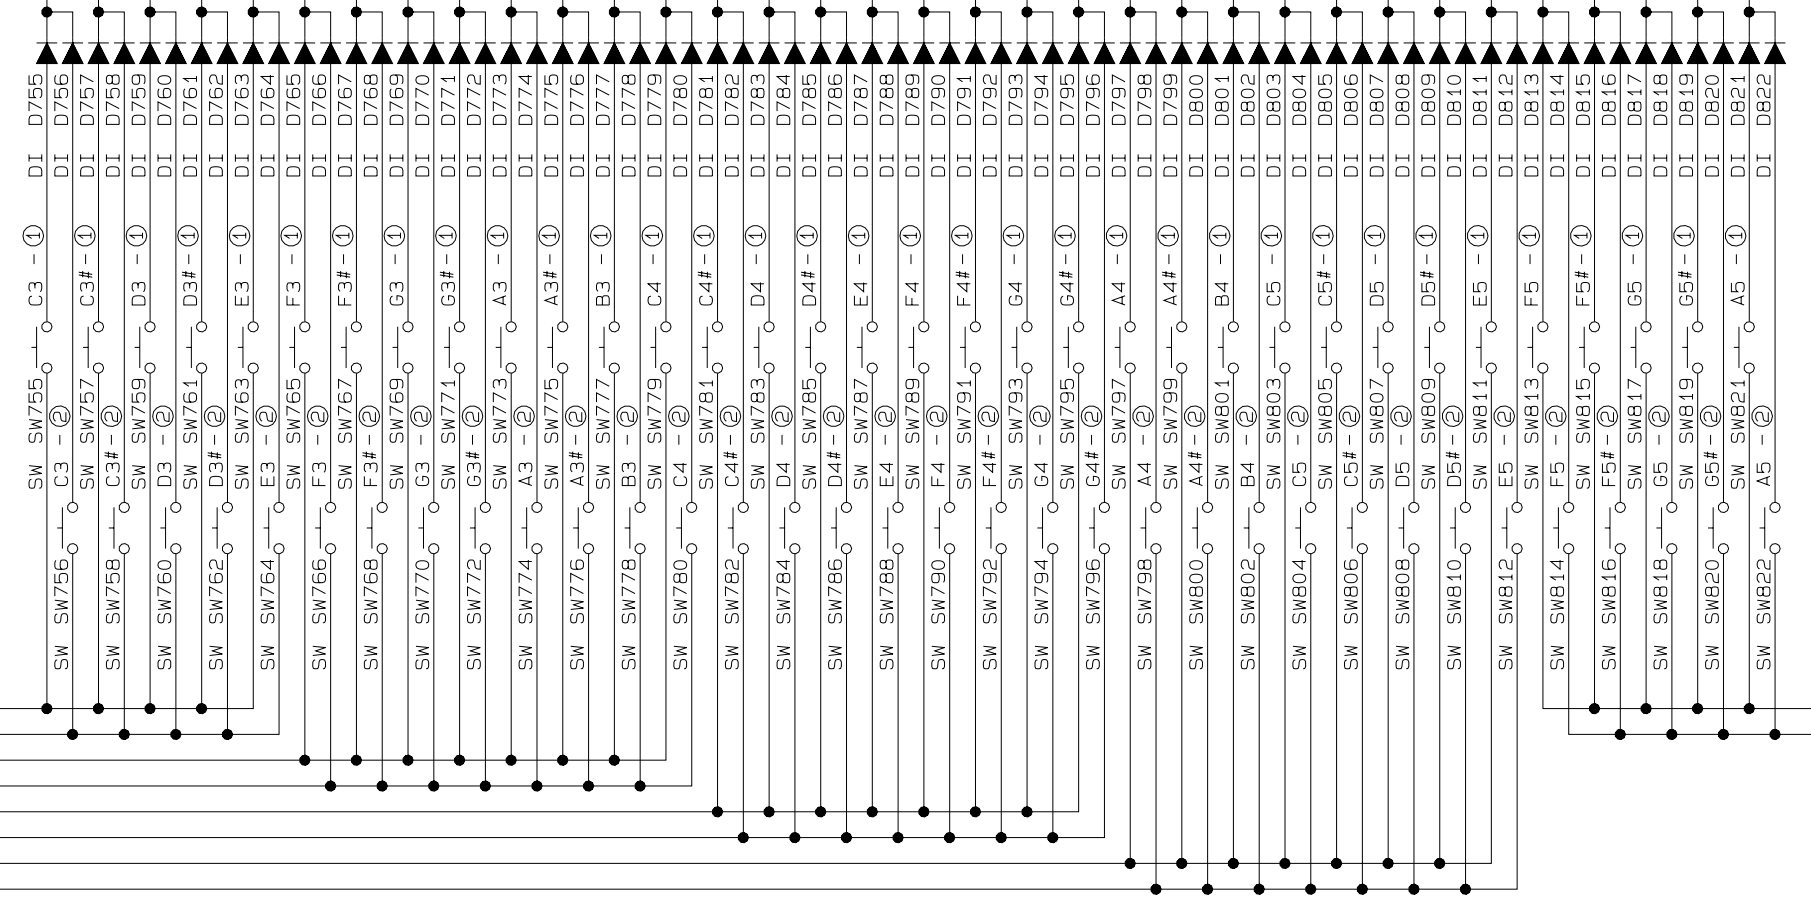 SW SW755 C3 - ① DI D755
SW SW756 C3 - ② DI D756
SW SW757 C3# - ① DI D757
SW SW758 C3# - ② DI D758
SW SW759 D3 - ① DI D759
SW SW760 D3 - ② DI D760
SW SW761 D3# - ① DI D761
SW SW762 D3# - ② DI D762
SW SW763 E3 - ① DI D763
SW SW764 E3 - ② DI D764
SW SW765 F3 - ① DI D765
SW SW766 F3 - ② DI D766
SW SW767 F3# - ① DI D767
SW SW768 F3# - ② DI D768
SW SW769 G3 - ① DI D769
SW SW770 G3 - ② DI D770
SW SW771 G3# - ① DI D771
SW SW772 G3# - ② DI D772
SW SW773 A3 - ① DI D773
SW SW774 A3 - ② DI D774
SW SW775 A3# - ① DI D775
SW SW776 A3# - ② DI D776
SW SW777 B3 - ① DI D777
SW SW778 B3 - ② DI D778
SW SW779 C4 - ① DI D779
SW SW780 C4 - ② DI D780
SW SW781 C4# - ① DI D781
SW SW782 C4# - ② DI D782
SW SW783 D4 - ① DI D783
SW SW784 D4 - ② DI D784
SW SW785 D4# - ① DI D785
SW SW786 D4# - ② DI D786
SW SW787 E4 - ① DI D787
SW SW788 E4 - ② DI D788
SW SW789 F4 - ① DI D789
SW SW790 F4 - ② DI D790
SW SW791 F4# - ① DI D791
SW SW792 F4# - ② DI D792
SW SW793 G4 - ① DI D793
SW SW794 G4 - ② DI D794
SW SW795 G4# - ① DI D795
SW SW796 G4# - ② DI D796
SW SW797 A4 - ① DI D797
SW SW798 A4 - ② DI D798
SW SW799 A4# - ① DI D799
SW SW800 A4# - ② DI D800
SW SW801 B4 - ① DI D801
SW SW802 B4 - ② DI D802
SW SW803 C5 - ① DI D803
SW SW804 C5 - ② DI D804
SW SW805 C5# - ① DI D805
SW SW806 C5# - ② DI D806
SW SW807 D5 - ① DI D807
SW SW808 D5 - ② DI D808
SW SW809 D5# - ① DI D809
SW SW810 D5# - ② DI D810
SW SW811 E5 - ① DI D811
SW SW812 E5 - ② DI D812
SW SW813 F5 - ① DI D813
SW SW814 F5 - ② DI D814
SW SW815 F5# - ① DI D815
SW SW816 F5# - ② DI D816
SW SW817 G5 - ① DI D817
SW SW818 G5 - ② DI D818
SW SW819 G5# - ① DI D819
SW SW820 G5# - ② DI D820
SW SW821 A5 - ① DI D821
SW SW822 A5 - ② DI D822